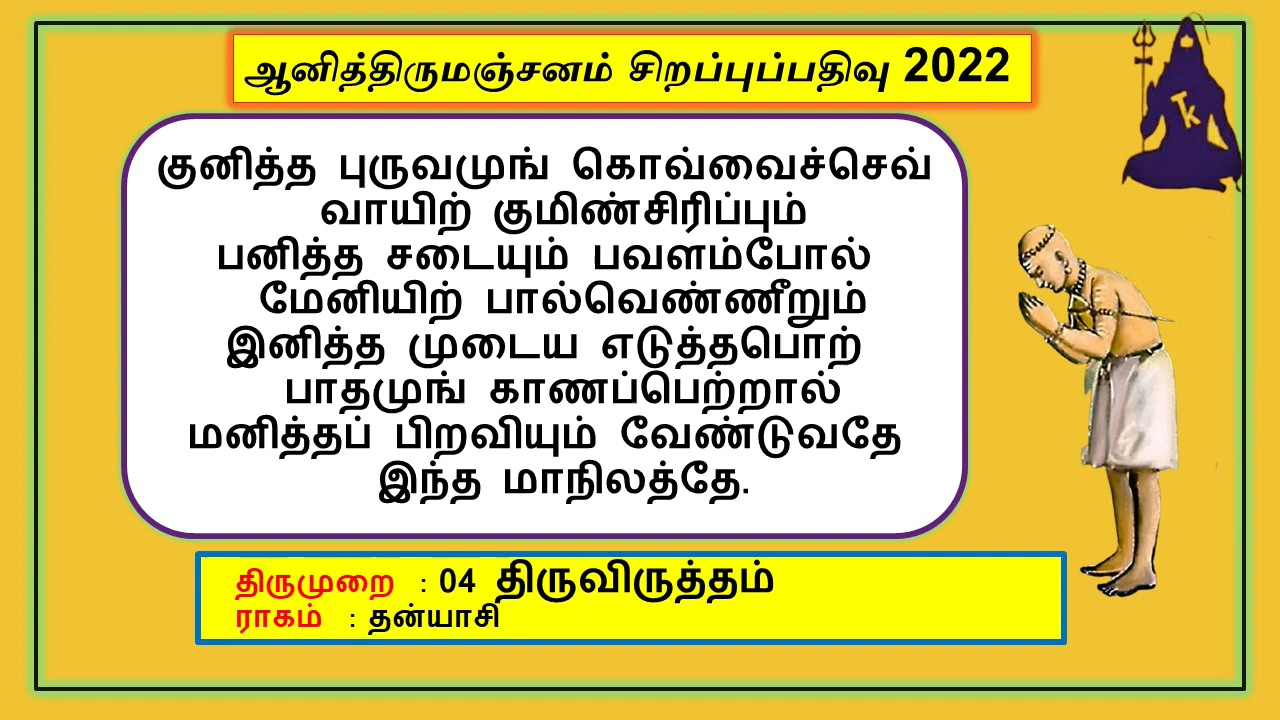 ஆனித்திருமஞ்சனம் சிறப்புப்பதிவு 2022
TK
குனித்த புருவமுங் கொவ்வைச்செவ்
வாயிற் குமிண்சிரிப்பும்
பனித்த சடையும் பவளம்போல்
மேனியிற் பால்வெண்ணீறும்
இனித்த முடைய எடுத்தபொற்
பாதமுங் காணப்பெற்றால்
மனித்தப் பிறவியும் வேண்டுவதே
இந்த மாநிலத்தே.
திருமுறை : 04 திருவிருத்தம்
ராகம் : தன்யாசி